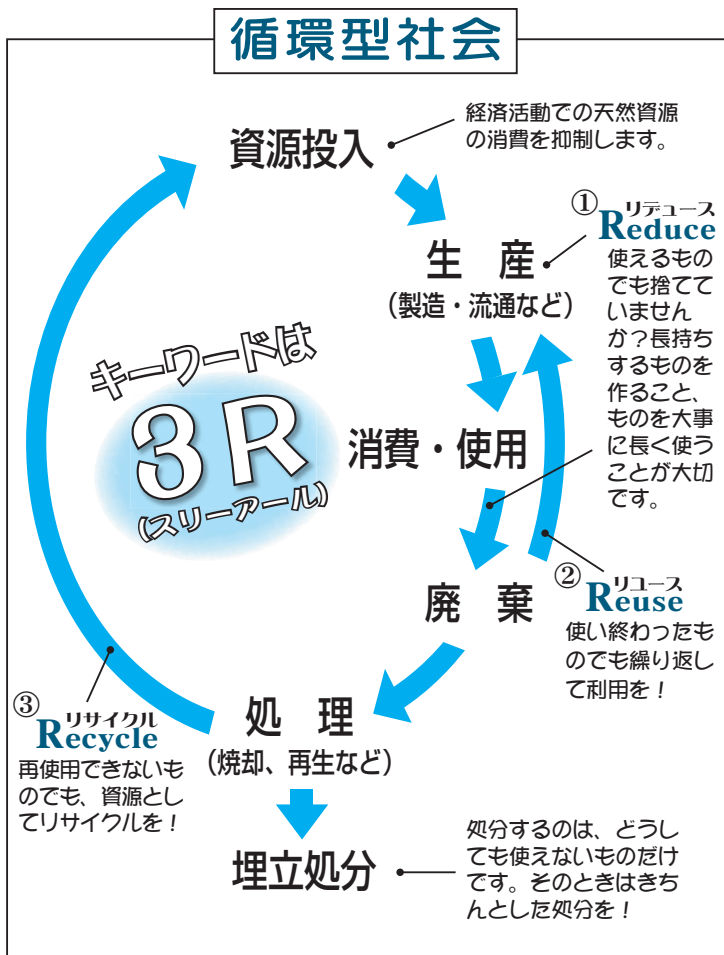 循環型社会
資源投入
経済活動での天然資源
の消費を抑制します。
生 産
(製造・流通など)
①
リデュース
Reduce
使えるもの
でも捨てて
いません
か?長持ち
するものを
作ること、
ものを大事
に長く使う
ことが大切
です。
キーワードは
3R
(スリーアール)
消費・使用
廃 棄
②
リユース
Reuse
使い終わったも
のでも繰り返し
て利用を!
処 理
(焼却、再生など)
③
リサイクル
Recycle
再使用できないも
のでも、資源とし
てリサイクルを!
埋立処分
処分するのは、どうし
ても使えないものだけ
です。そのときはきち
んとした処分を!